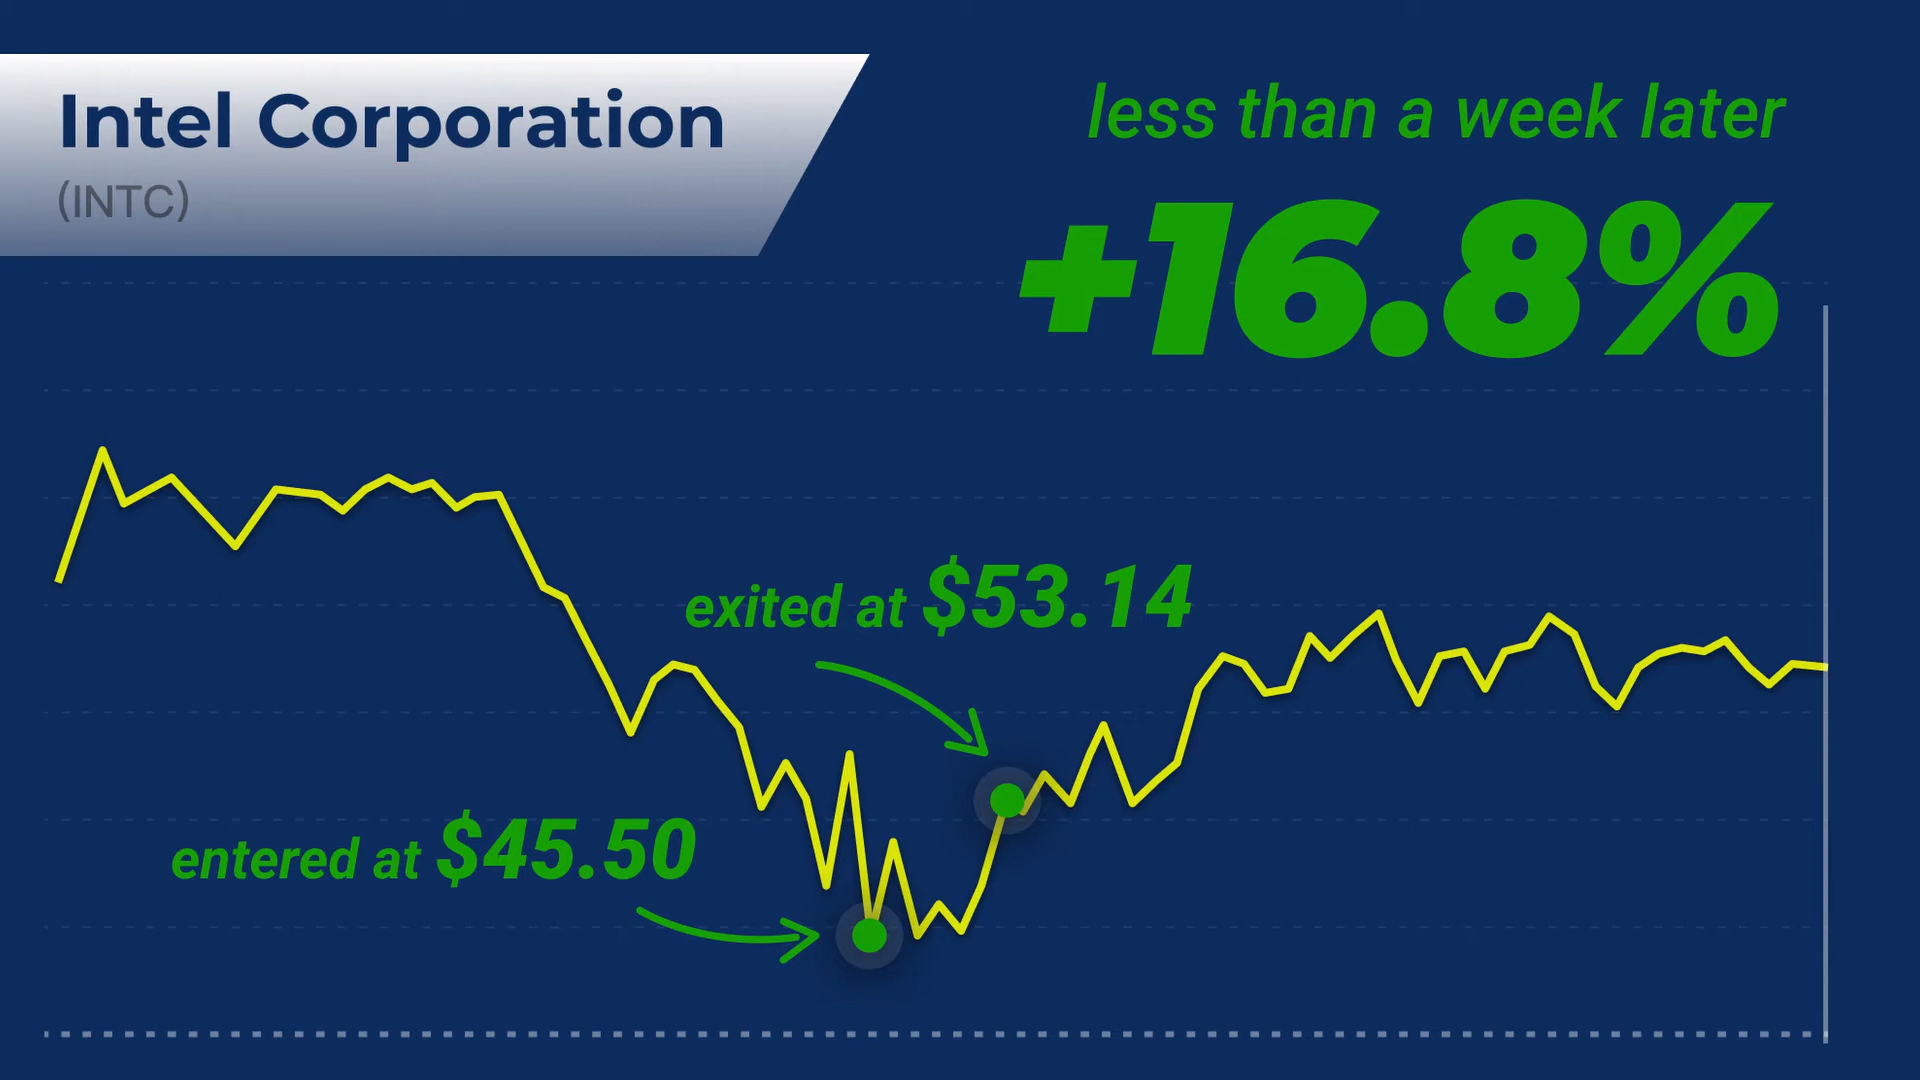 Intel Corporation
(INTC)
less than a week later
+16.8%
exited at $53.14
entered at $45.50